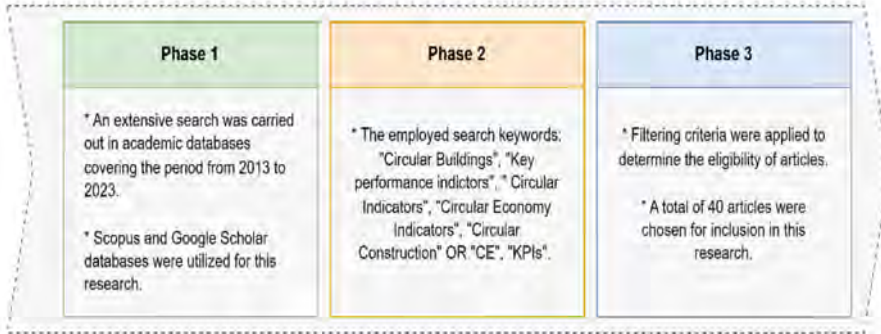 Phase 1
* An extensive search was carried
out in academic databases
covering the period from 2013 to
2023.
* Scopus and Google Scholar
databases were utilized for this
research.
Phase 2
* The employed search keywords:
"Circular Buildings", "Key
performance indictors", " Circular
Indicators", "Circular Economy
Indicators", "Circular
Construction" OR "CE", "KPIs".
Phase 3
* Filtering criteria were applied to
determine the eligibility of articles.
* A total of 40 articles were
chosen for inclusion in this
research.